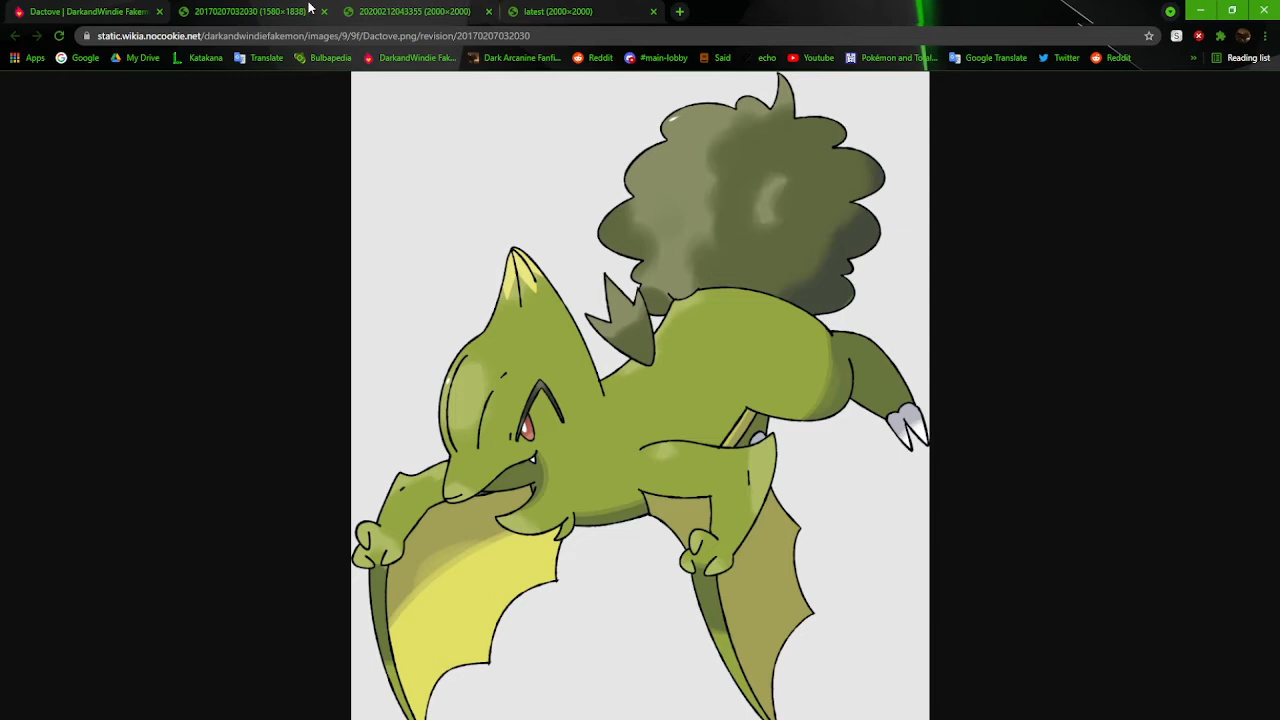 Dactove | DarkandWindie Fakem
20170207032030 (1580×1838)
20200212043355 (2000×2000)
latest (2000×2000)
static.wikia.nocookie.net/darkandwindiefakemon/images/9/9f/Dactove.png/revision/20170207032030
Apps
Google
My Drive
Katakana
Translate
Bulbapedia
DarkandWindie Fak...
Dark Arcanine Fanfi...
Reddit
#main-lobby
Said
echo
Youtube
Pokémon and Total...
Google Translate
Twitter
Reddit
»
Reading list